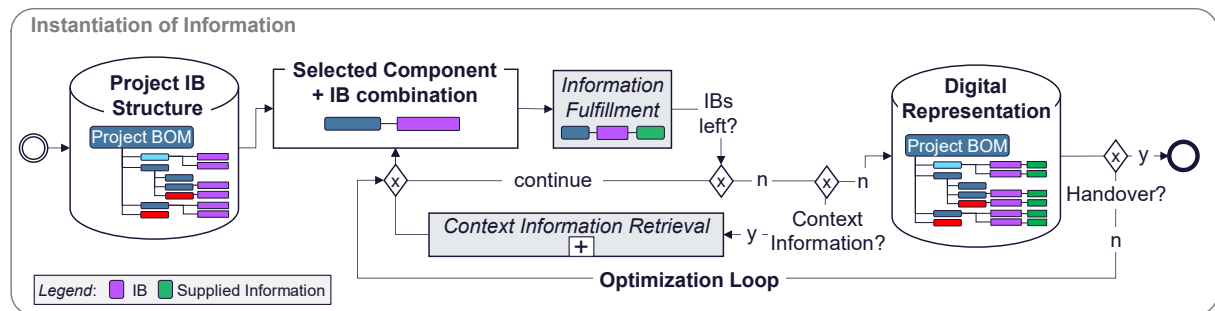 Instantiation of Information
Project IB
Structure
Project BOM
Selected Component
+ IB combination
Information
Fulfillment
IBs
left?
x
continue
x
n
x
n
Context
Information?
y
Context Information Retrieval
+
Digital
Representation
Project BOM
x
y
Handover?
n
Optimization Loop
Legend: IB Supplied Information